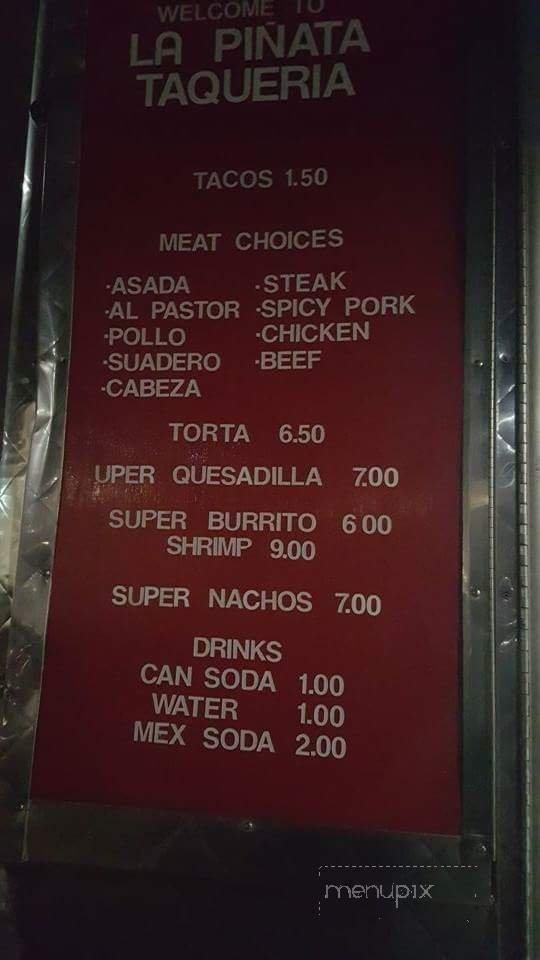 WELCOME TO
LA PIÑATA
TAQUERIA
TACOS 1.50
MEAT CHOICES
·ASADA ·STEAK
·AL PASTOR ·SPICY PORK
·POLLO ·CHICKEN
·SUADERO ·BEEF
·CABEZA
TORTA 6.50
UPER QUESADILLA 7.00
SUPER BURRITO 6 00
SHRIMP 9.00
SUPER NACHOS 7.00
DRINKS
CAN SODA 1.00
WATER 1.00
MEX SODA 2.00
menupix